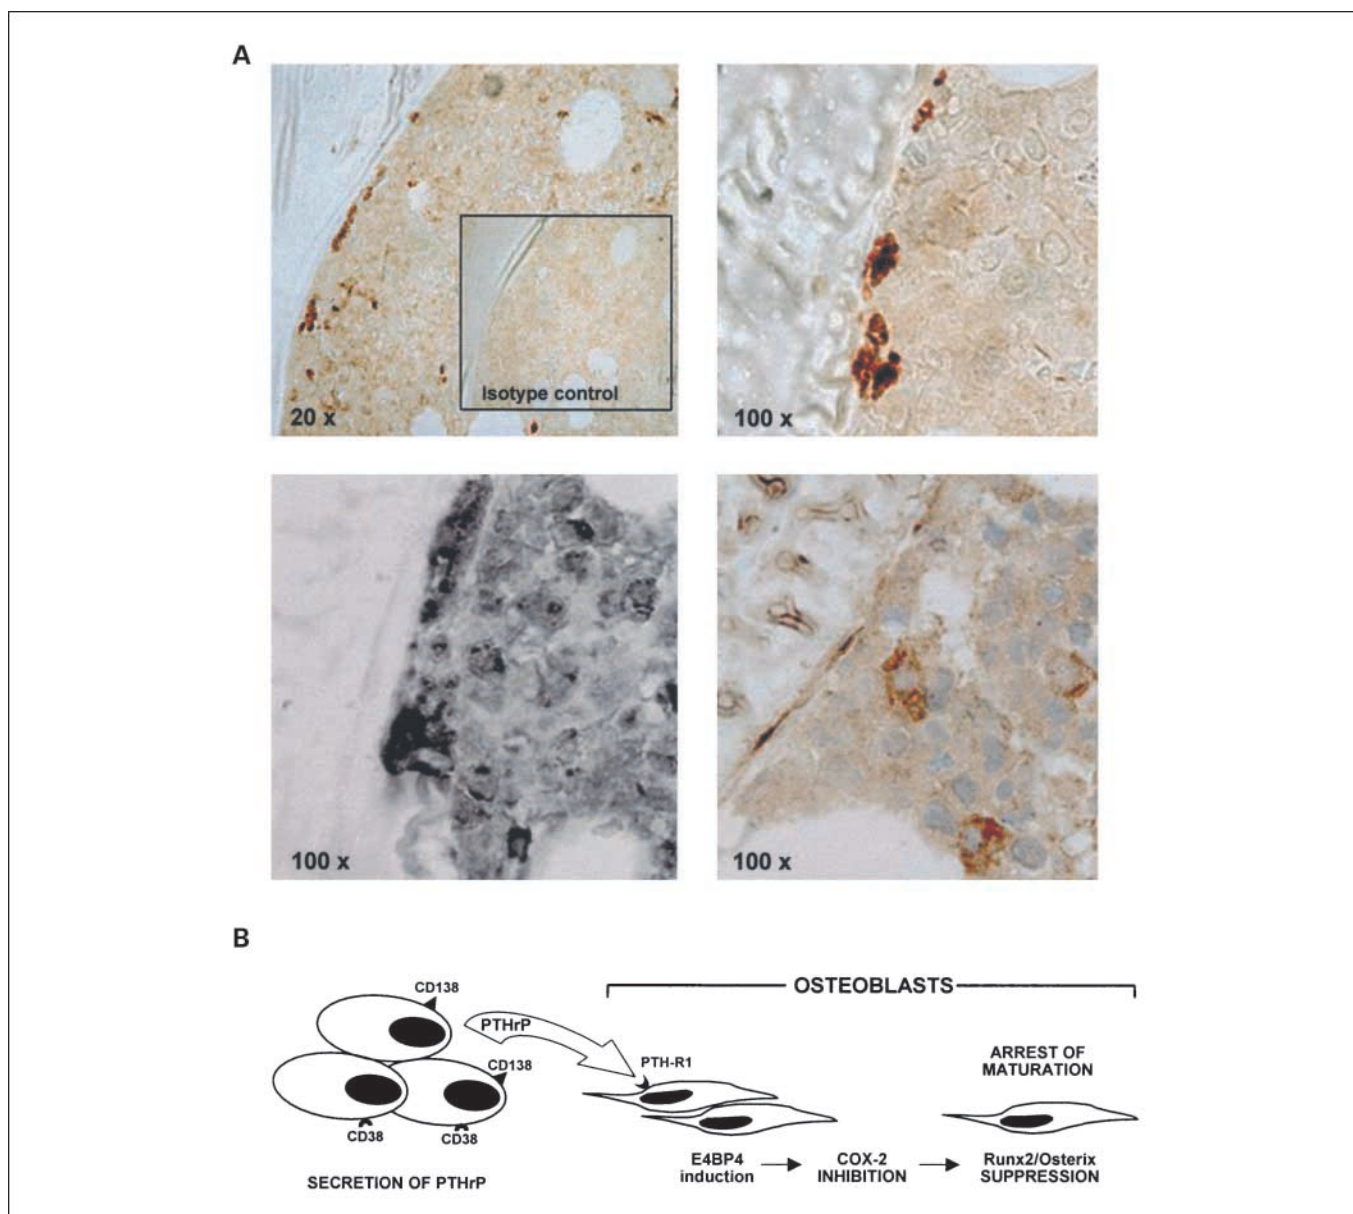 A
Isotype control
20 x
100 x
100 x
100 x
B
OSTEOBLASTS
CD138
PTHrP
CD138
PTH-R1
ARREST OF
MATURATION
CD38
CD38
E4BP4
induction
COX-2
INHIBITION
Runx2/Osterix
SUPPRESSION
SECRETION OF PTHrP